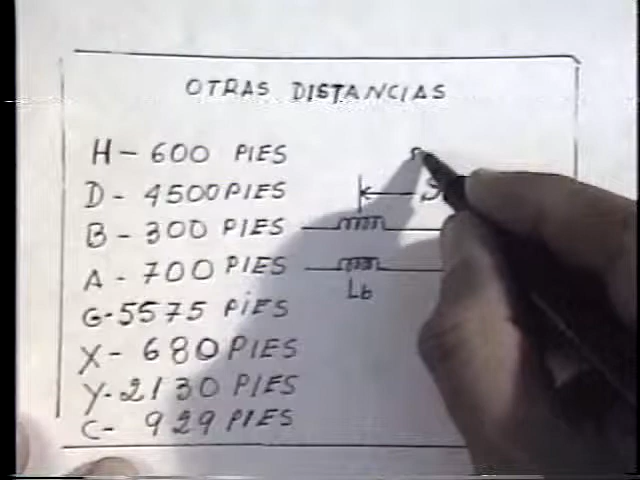 OTRAS DISTANCIAS
H - 600 PIES
D - 4500 PIES
B - 300 PIES
A - 700 PIES
G - 5575 PIES
X - 680 PIES
Y - 2130 PIES
C - 929 PIES
Lb